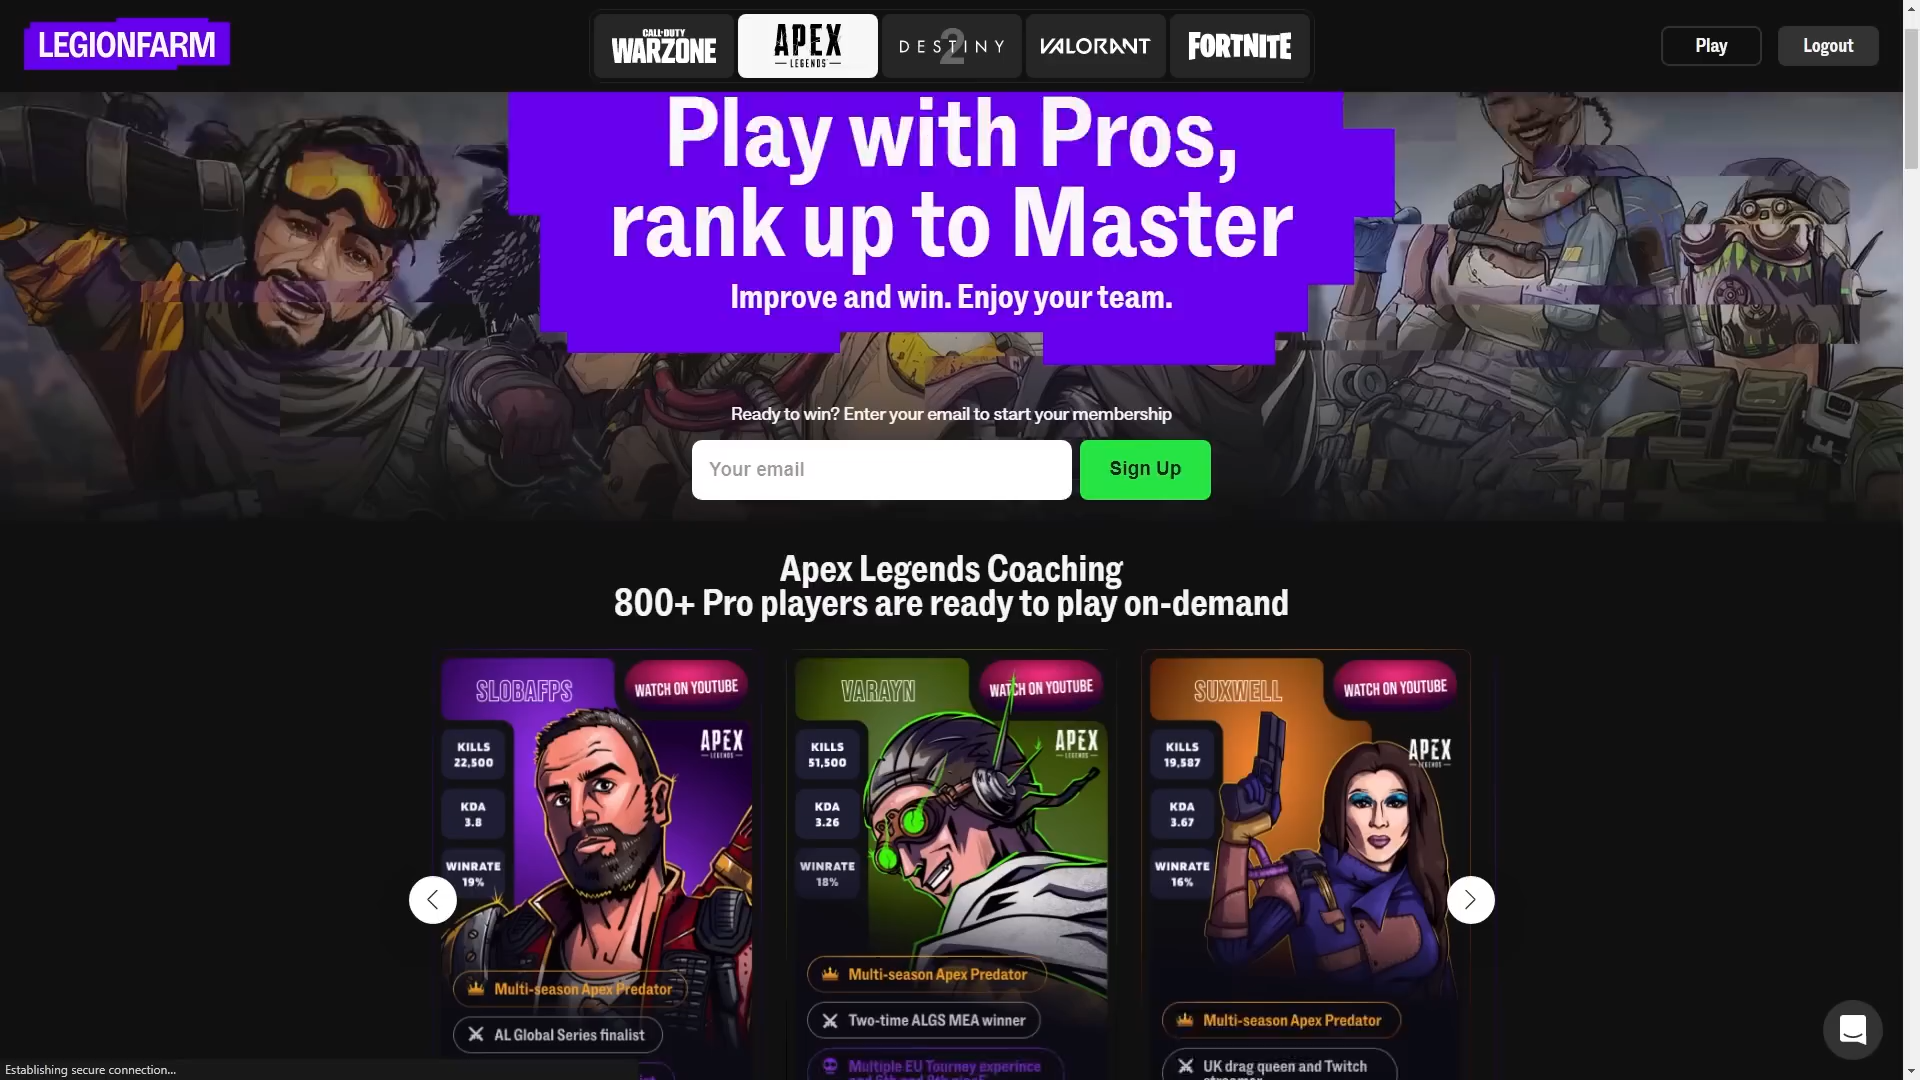 LEGIONFARM
CALL OF DUTY
WARZONE
APEX
LEGENDS
DESTINY 2
VALORANT
FORTNITE
Play
Logout
Play with Pros,
rank up to Master
Improve and win. Enjoy your team.
Ready to win? Enter your email to start your membership
Your email
Sign Up
Apex Legends Coaching
800+ Pro players are ready to play on-demand
SLOBAFPS
WATCH ON YOUTUBE
APEX
LEGENDS
KILLS
22,500
KDA
3.8
WINRATE
19%
Multi-season Apex Predator
AL Global Series finalist
VARAYN
WATCH ON YOUTUBE
APEX
LEGENDS
KILLS
51,500
KDA
3.26
WINRATE
18%
Multi-season Apex Predator
Two-time ALGS MEA winner
Multiple EU Tourney experince
SUXWELL
WATCH ON YOUTUBE
APEX
LEGENDS
KILLS
19,587
KDA
3.67
WINRATE
16%
Multi-season Apex Predator
UK drag queen and Twitch
Establishing secure connection...